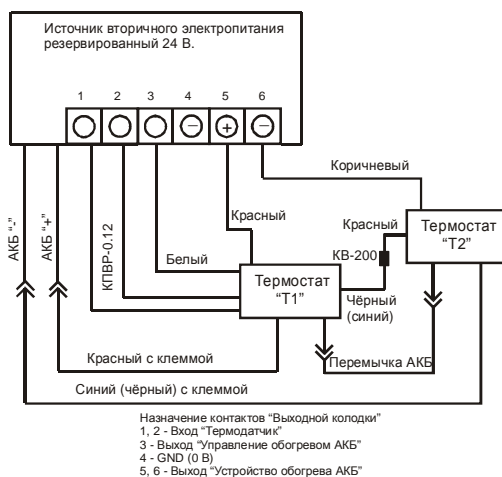 Источник вторичного электропитания
резервированный 24 В.
1 2 3 4 5 6
− + −
Коричневый
АКБ "-"
АКБ "+"
КПВР-0.12
Красный
Красный
Термостат
"Т2"
КВ-200
Белый
Термостат
"Т1"
Чёрный
(синий)
Красный с клеммой
Перемычка АКБ
Синий (чёрный) с клеммой
Назначение контактов "Выходной колодки"
1, 2 - Вход "Термодатчик"
3 - Выход "Управление обогревом АКБ"
4 - GND (0 В)
5, 6 - Выход "Устройство обогрева АКБ"